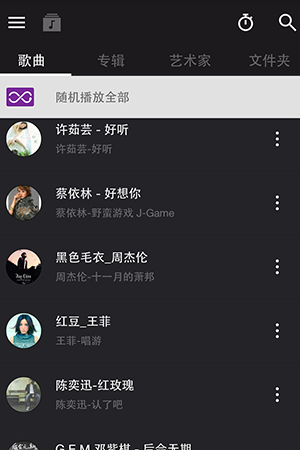 歌曲
专辑
艺术家
文件夹
随机播放全部
许茹芸 - 好听
许茹芸-好听
蔡依林 - 好想你
蔡依林-野蛮游戏 J-Game
黑色毛衣_周杰伦
周杰伦-十一月的萧邦
红豆_王菲
王菲-唱游
陈奕迅-红玫瑰
陈奕迅-认了吧
G.E.M.邓紫棋 - 后会无期